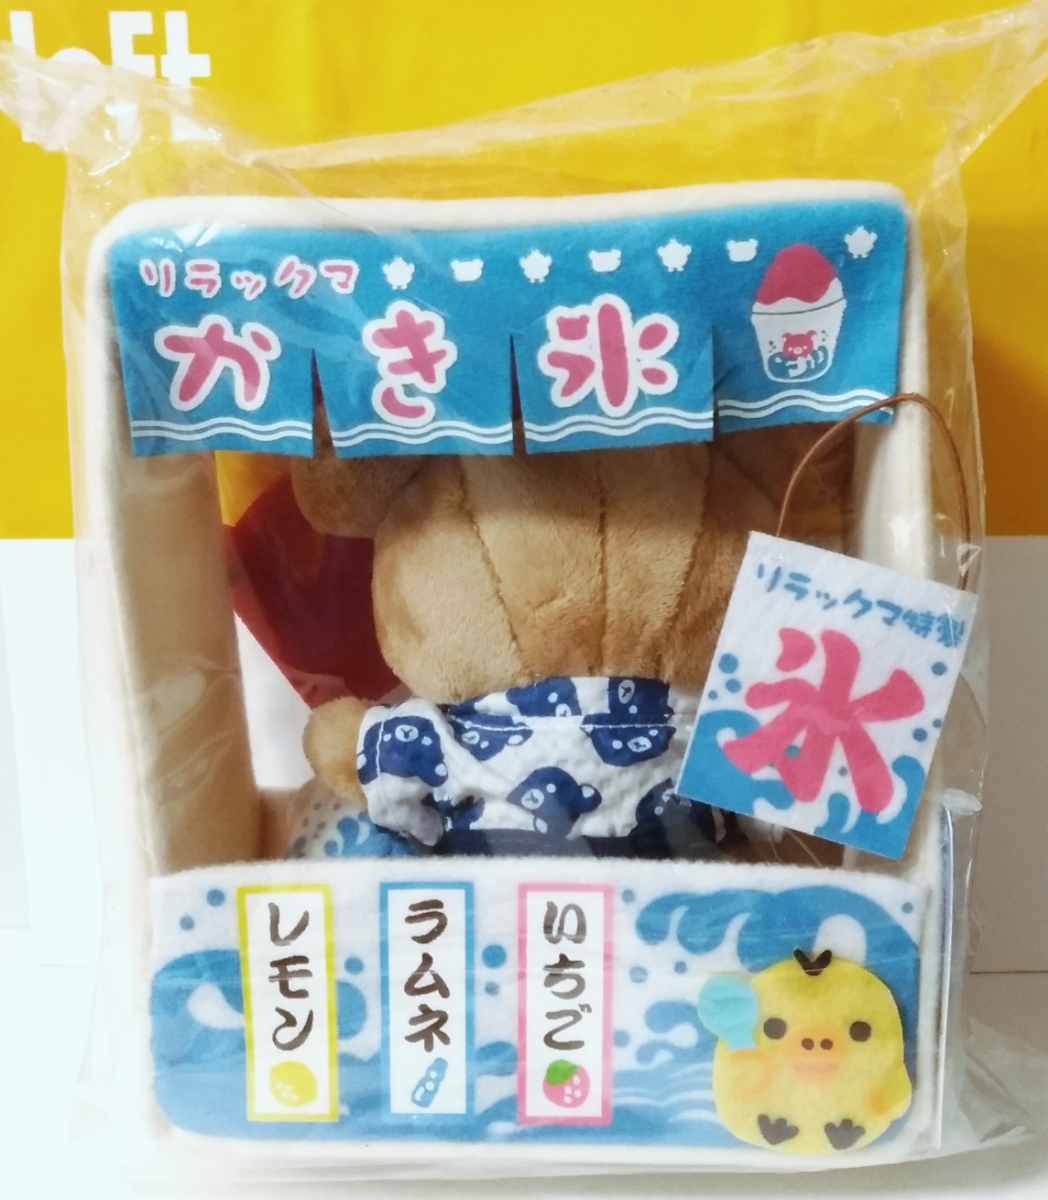 LOFT
リラックマ
かき氷
リラックマ特製
氷
レモン
ラムネ
いちご